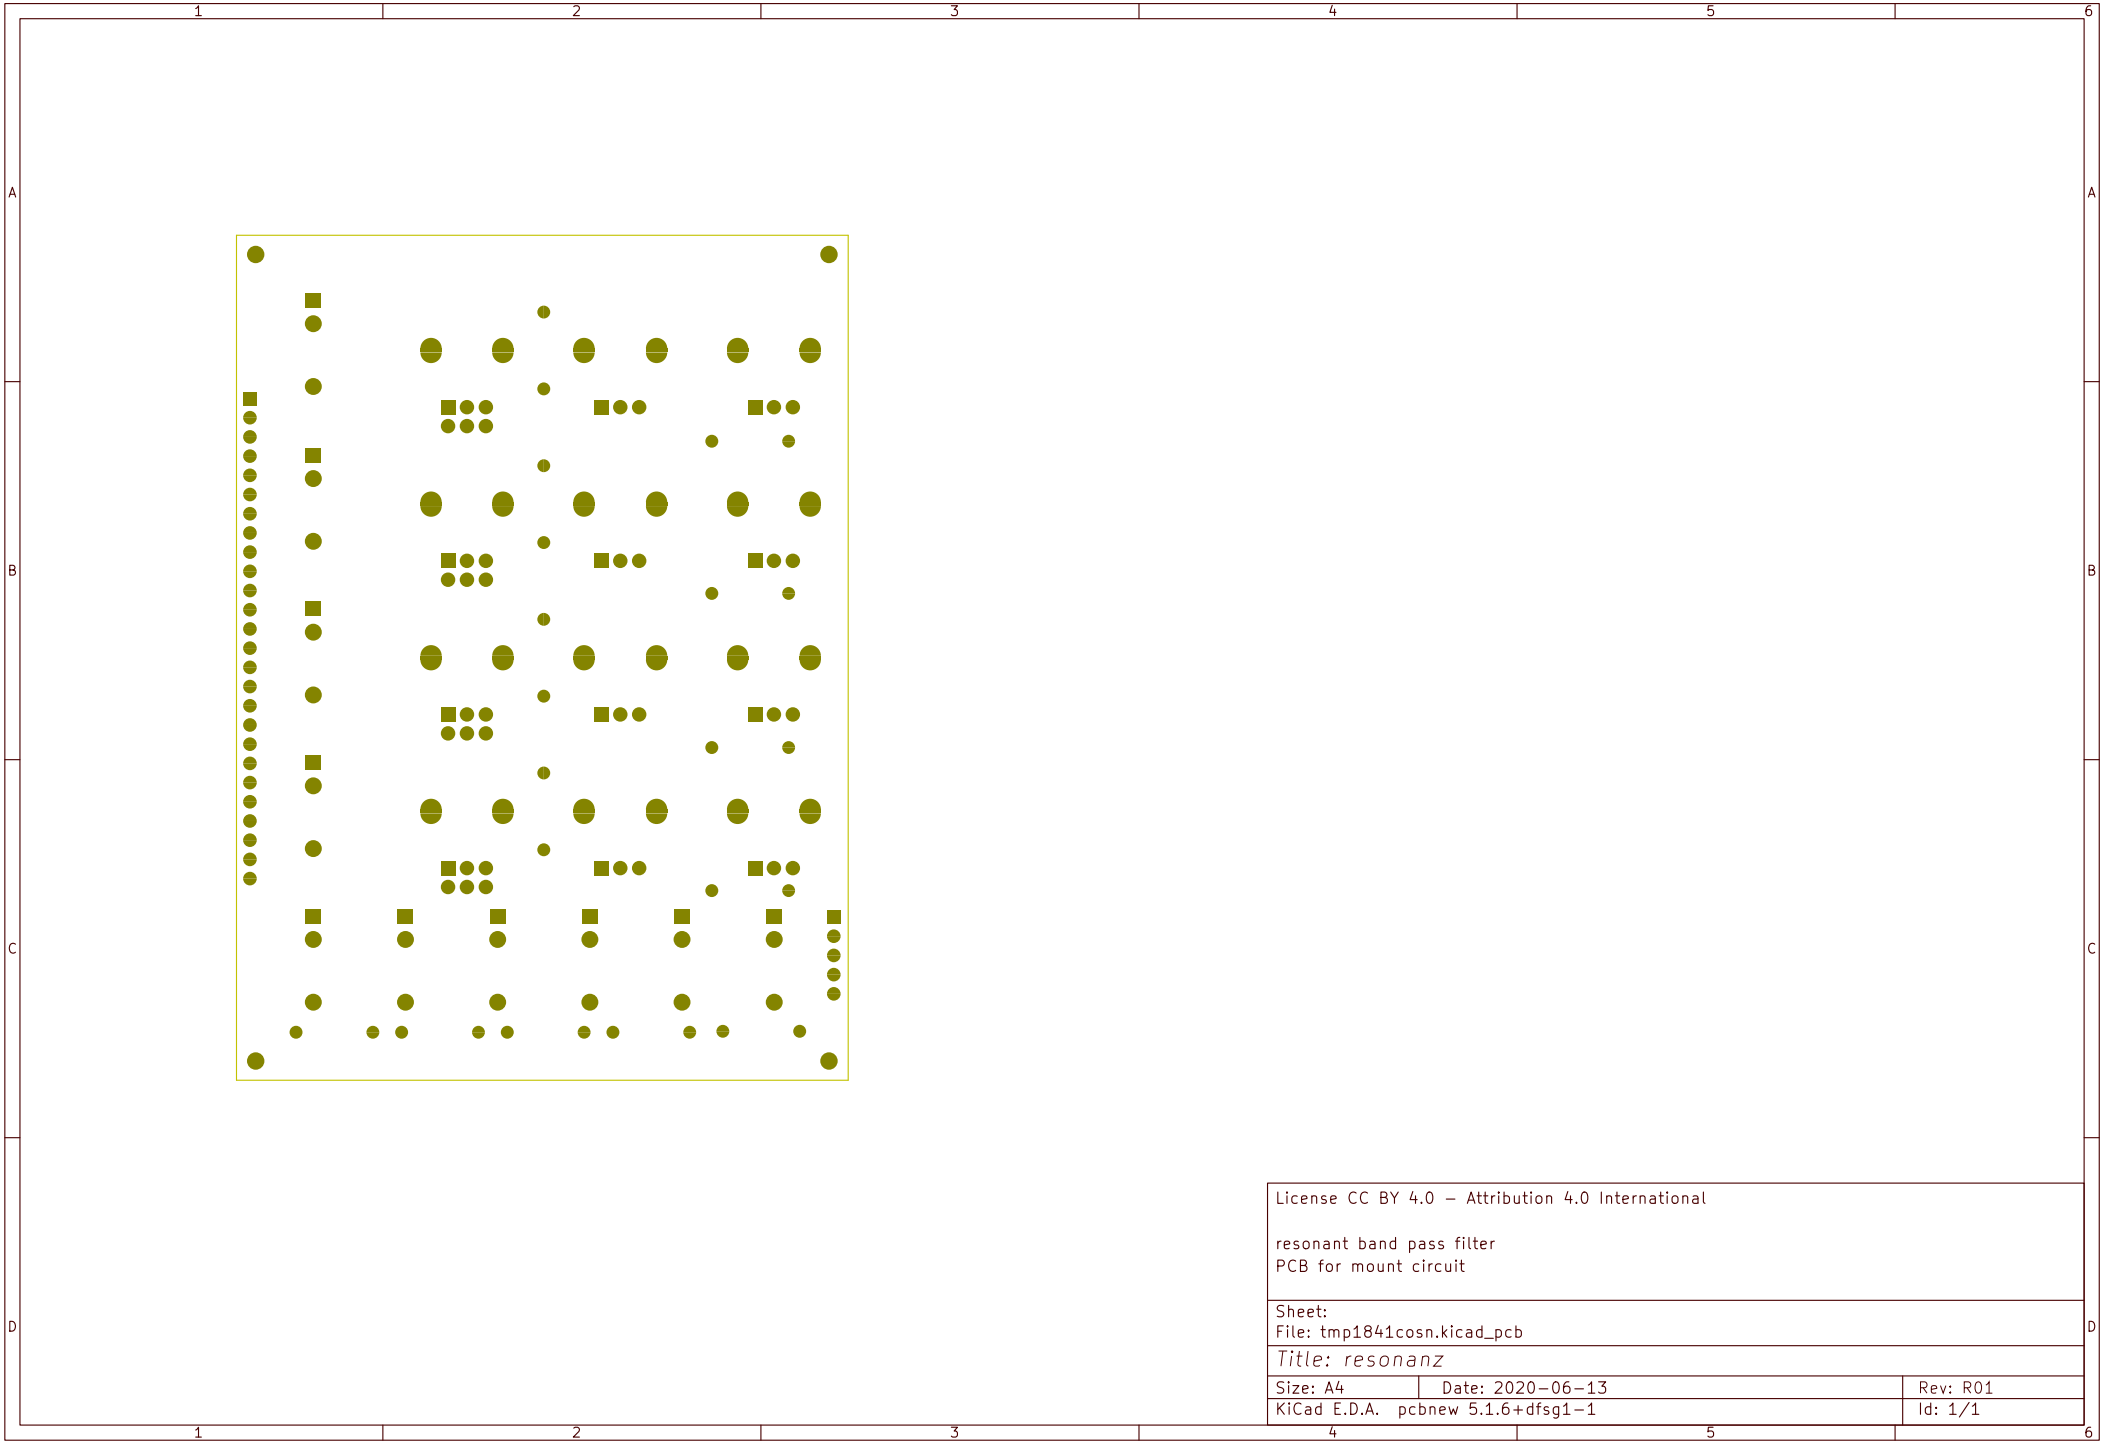 1 2 3 4 5 6
A A
B B
C C
License CC BY 4.0 - Attribution 4.0 International
resonant band pass filter
PCB for mount circuit
Sheet:
D File: tmp1841cosn.kicad_pcb D
Title: resonanz
Size: A4 Date: 2020-06-13 Rev: R01
KiCad E.D.A. pcbnew 5.1.6+dfsg1-1 Id: 1/1
1 2 3 4 5 6